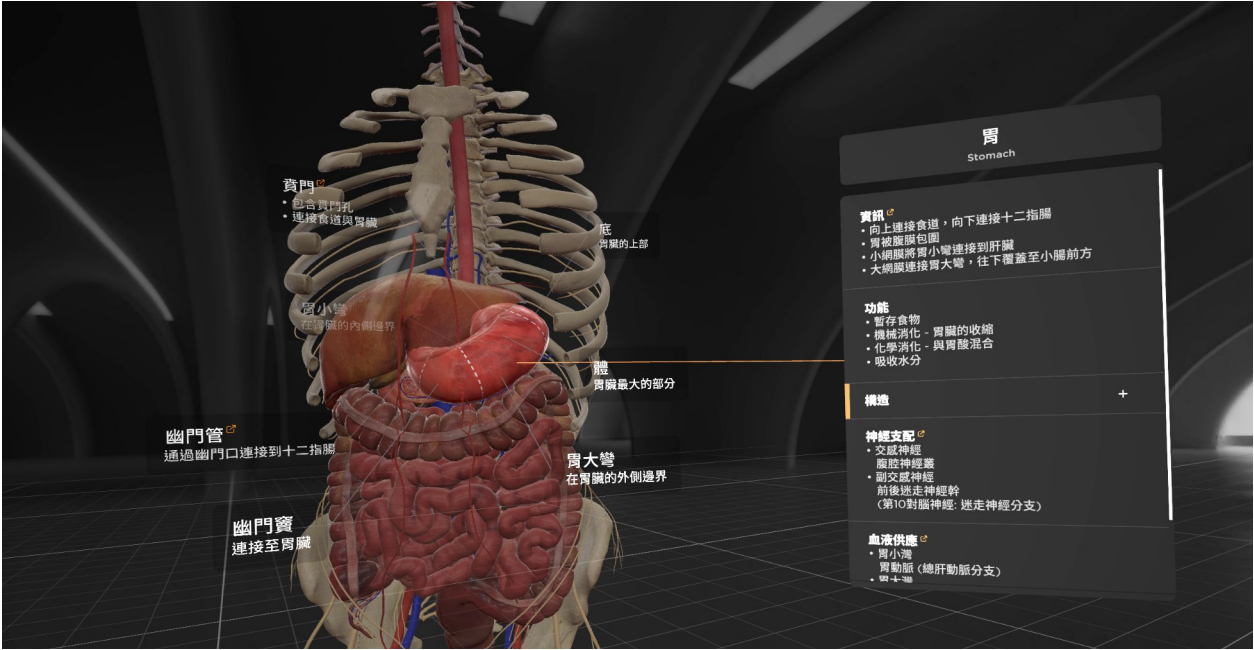 賁門
• 包含賁門孔
• 連接食道與胃臟
底
胃臟的上部
胃小彎
在胃臟的內側邊界
體
胃臟最大的部分
幽門管
通過幽門口連接到十二指腸
胃大彎
在胃臟的外側邊界
幽門竇
連接至胃臟
胃
Stomach
資訊
• 向上連接食道，向下連接十二指腸
• 胃被腹膜包圍
• 小網膜將胃小彎連接到肝臟
• 大網膜連接胃大彎，往下覆蓋至小腸前方
功能
• 暫存食物
• 機械消化 - 胃臟的收縮
• 化學消化 - 與胃酸混合
• 吸收水分
構造 +
神經支配
• 交感神經
腹腔神經叢
• 副交感神經
前後迷走神經幹
(第10對腦神經: 迷走神經分支)
血液供應
• 胃小灣
胃動脈 (總肝動脈分支)
• 胃大灣